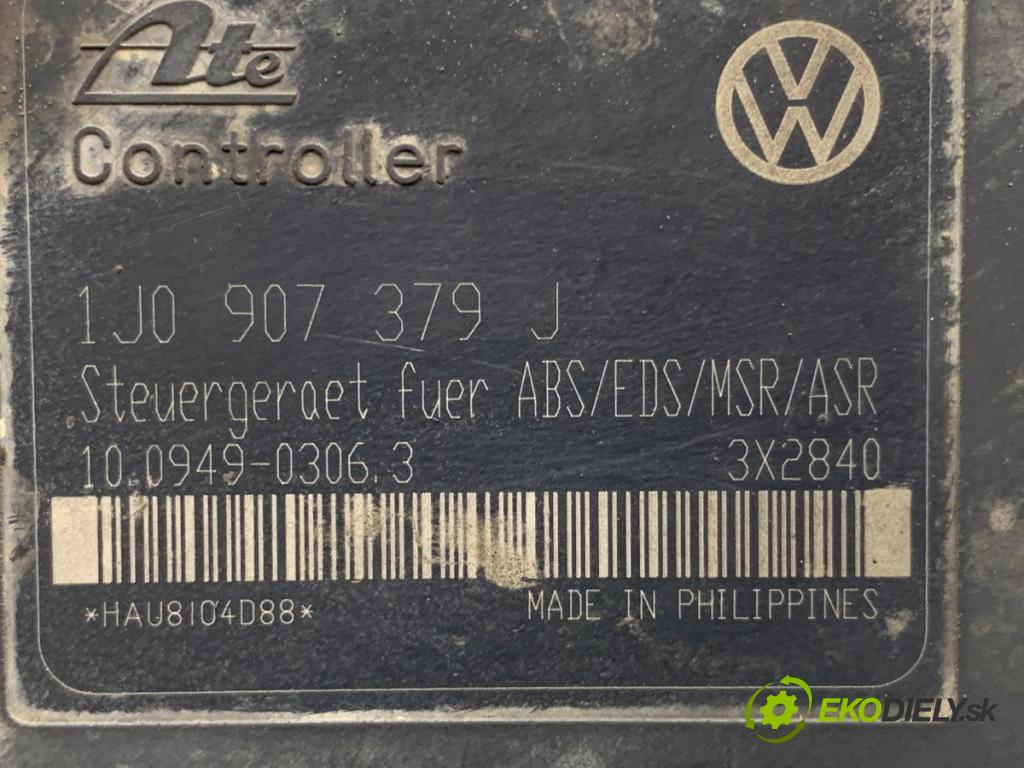 Ate
Controller
1J0 907 379 J
Steuergeraet fuer ABS/EDS/MSR/ASR
10.0949-0306.3 3X2840
*HAU8I04D88*
MADE IN PHILIPPINES
EKODIELY.sk